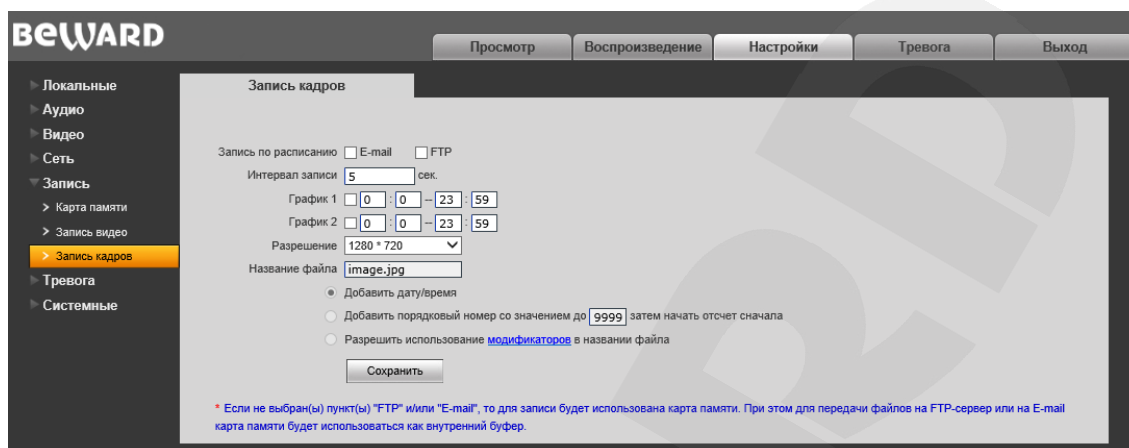 BEWARD
Просмотр Воспроизведение Настройки Тревога Выход
Локальные
Аудио
Видео
Сеть
Запись
Карта памяти
Запись видео
Запись кадров
Тревога
Системные
Запись кадров
Запись по расписанию E-mail FTP
Интервал записи 5 сек.
График 1 0 : 0 – 23 : 59
График 2 0 : 0 – 23 : 59
Разрешение 1280 * 720
Название файла image.jpg
Добавить дату/время
Добавить порядковый номер со значением до 9999 затем начать отсчет сначала
Разрешить использование модификаторов в названии файла
Сохранить
* Если не выбран(ы) пункт(ы) "FTP" и/или "E-mail", то для записи будет использована карта памяти. При этом для передачи файлов на FTP-сервер или на E-mail
карта памяти будет использоваться как внутренний буфер.